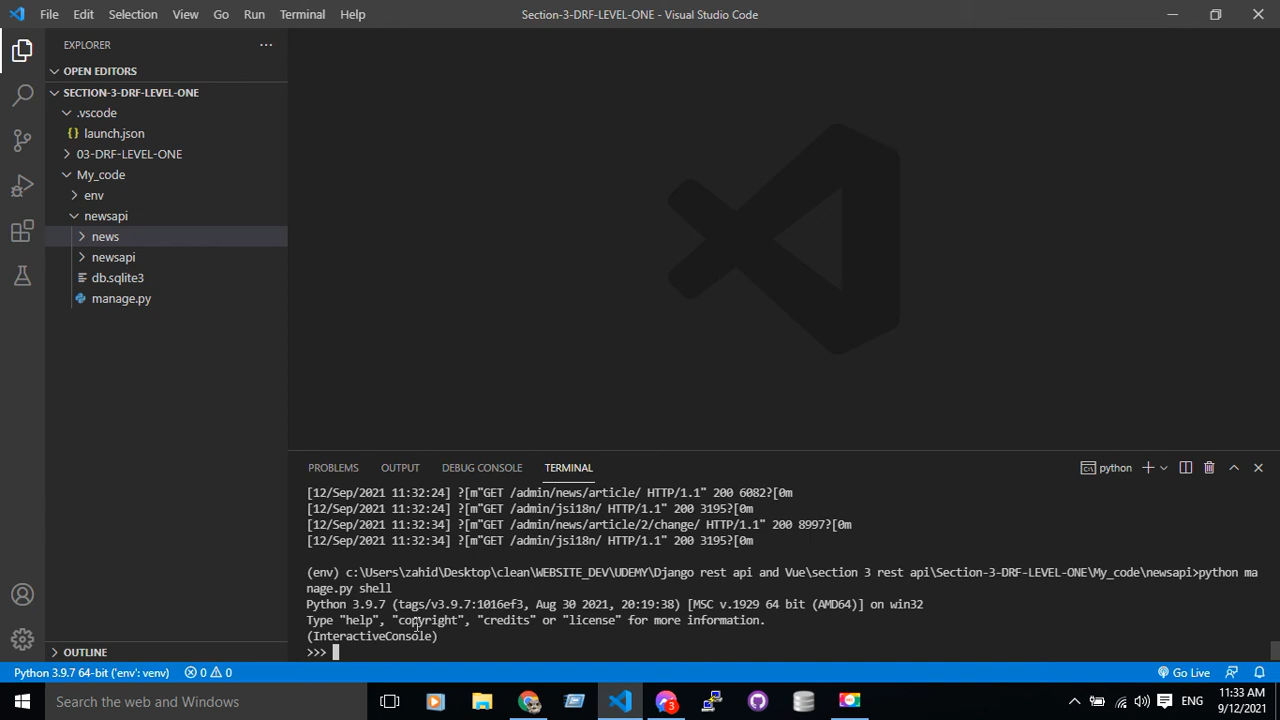 File Edit Selection View Go Run Terminal Help
Section-3-DRF-LEVEL-ONE - Visual Studio Code
EXPLORER
OPEN EDITORS
SECTION-3-DRF-LEVEL-ONE
.vscode
{} launch.json
03-DRF-LEVEL-ONE
My_code
env
newsapi
news
newsapi
db.sqlite3
manage.py
OUTLINE
PROBLEMS OUTPUT DEBUG CONSOLE TERMINAL
python
[12/Sep/2021 11:32:24] ?[m"GET /admin/news/article/ HTTP/1.1" 200 6082?[0m
[12/Sep/2021 11:32:24] ?[m"GET /admin/jsi18n/ HTTP/1.1" 200 3195?[0m
[12/Sep/2021 11:32:34] ?[m"GET /admin/news/article/2/change/ HTTP/1.1" 200 8997?[0m
[12/Sep/2021 11:32:34] ?[m"GET /admin/jsi18n/ HTTP/1.1" 200 3195?[0m
(env) c:\Users\zahid\Desktop\clean\WEBSITE_DEV\UDEMY\Django rest api and Vue\section 3 rest api\Section-3-DRF-LEVEL-ONE\My_code\newsapi>python ma
nage.py shell
Python 3.9.7 (tags/v3.9.7:1016ef3, Aug 30 2021, 20:19:38) [MSC v.1929 64 bit (AMD64)] on win32
Type "help", "copyright", "credits" or "license" for more information.
(InteractiveConsole)
>>>
Python 3.9.7 64-bit ('env': venv) 0 0
Go Live
Search the web and Windows
3
ENG
11:33 AM
9/12/2021